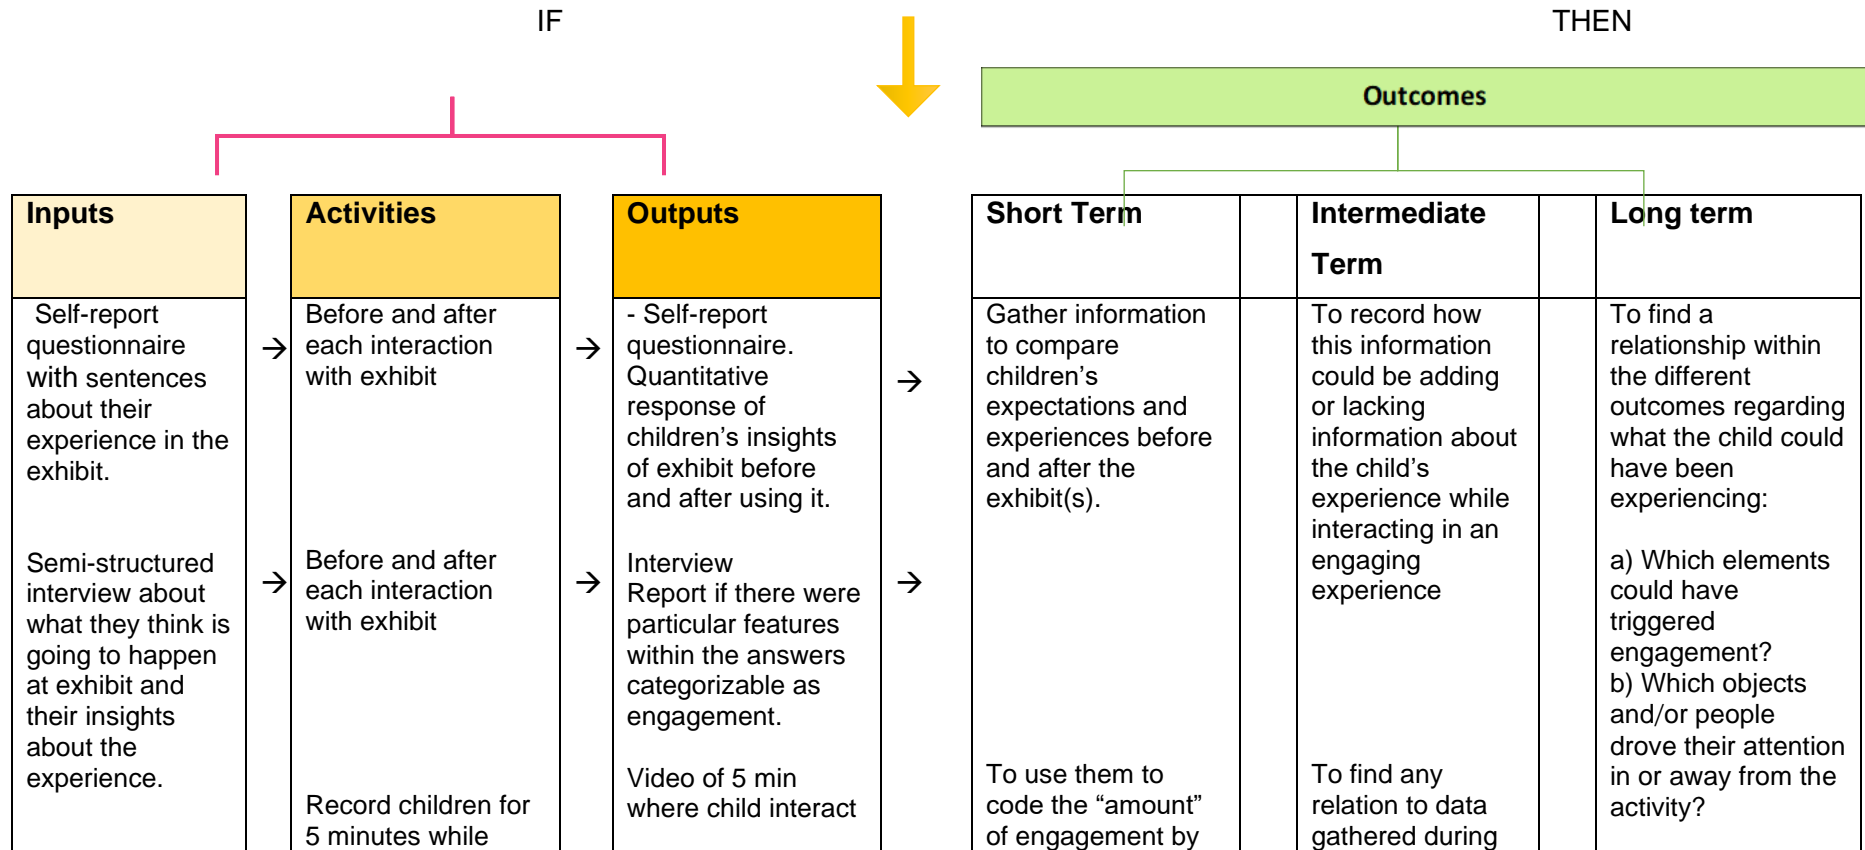 IF
THEN
Outcomes
Inputs
Self-report
questionnaire
with sentences
about their
experience in the
exhibit.
Semi-structured
interview about
what they think is
going to happen
at exhibit and
their insights
about the
experience.
→
→
Activities
Before and after
each interaction
with exhibit
Before and after
each interaction
with exhibit
Record children for
5 minutes while
→
→
Outputs
- Self-report
questionnaire.
Quantitative
response of
children’s insights
of exhibit before
and after using it.
Interview
Report if there were
particular features
within the answers
categorizable as
engagement.
Video of 5 min
where child interact
→
→
Short Term
Gather information
to compare
children’s
expectations and
experiences before
and after the
exhibit(s).
To use them to
code the “amount”
of engagement by
Intermediate
Term
To record how
this information
could be adding
or lacking
information about
the child’s
experience while
interacting in an
engaging
experience
To find any
relation to data
gathered during
Long term
To find a
relationship within
the different
outcomes regarding
what the child could
have been
experiencing:
a) Which elements
could have
triggered
engagement?
b) Which objects
and/or people
drove their attention
in or away from the
activity?